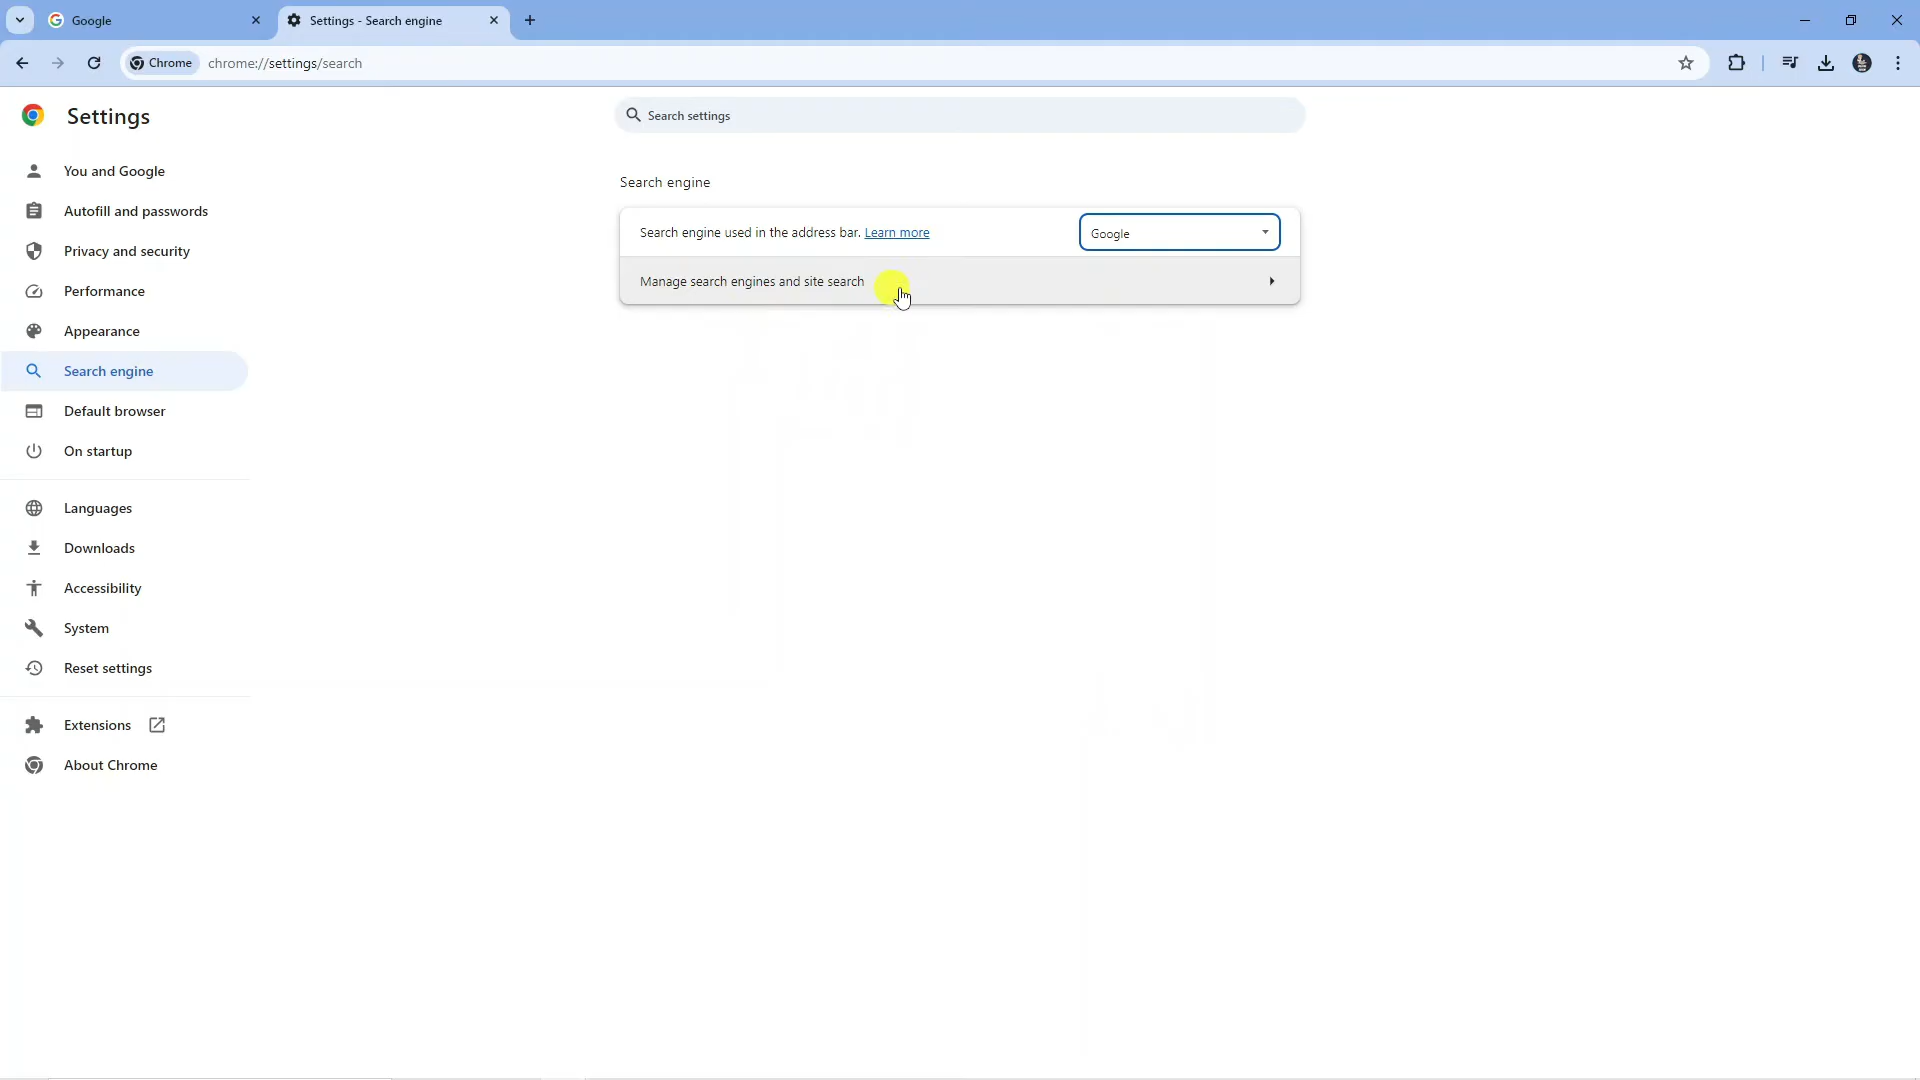 Google
Settings - Search engine
Chrome
chrome://settings/search
Settings
Search settings
You and Google
Autofill and passwords
Privacy and security
Performance
Appearance
Search engine
Default browser
On startup
Languages
Downloads
Accessibility
System
Reset settings
Extensions
About Chrome
Search engine
Search engine used in the address bar. Learn more
Google
Manage search engines and site search